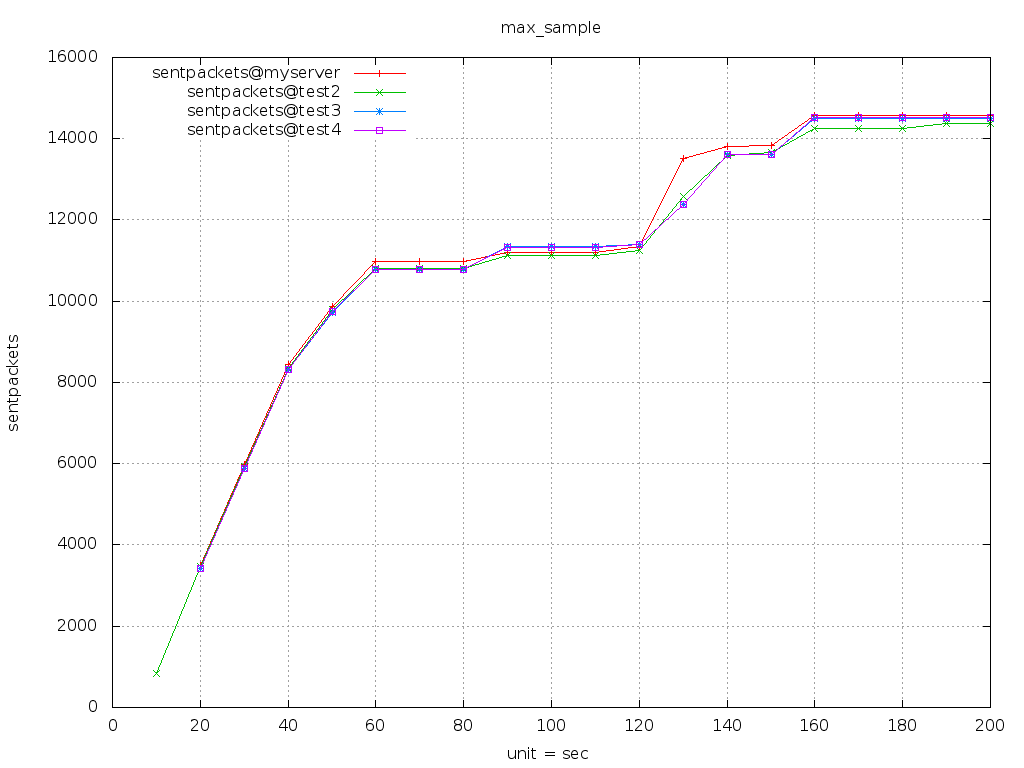 max_sample
16000
14000
12000
10000
8000
6000
4000
2000
0
sentpackets
sentpackets@myserver
sentpackets@test2
sentpackets@test3
sentpackets@test4
0 20 40 60 80 100 120 140 160 180 200
unit = sec